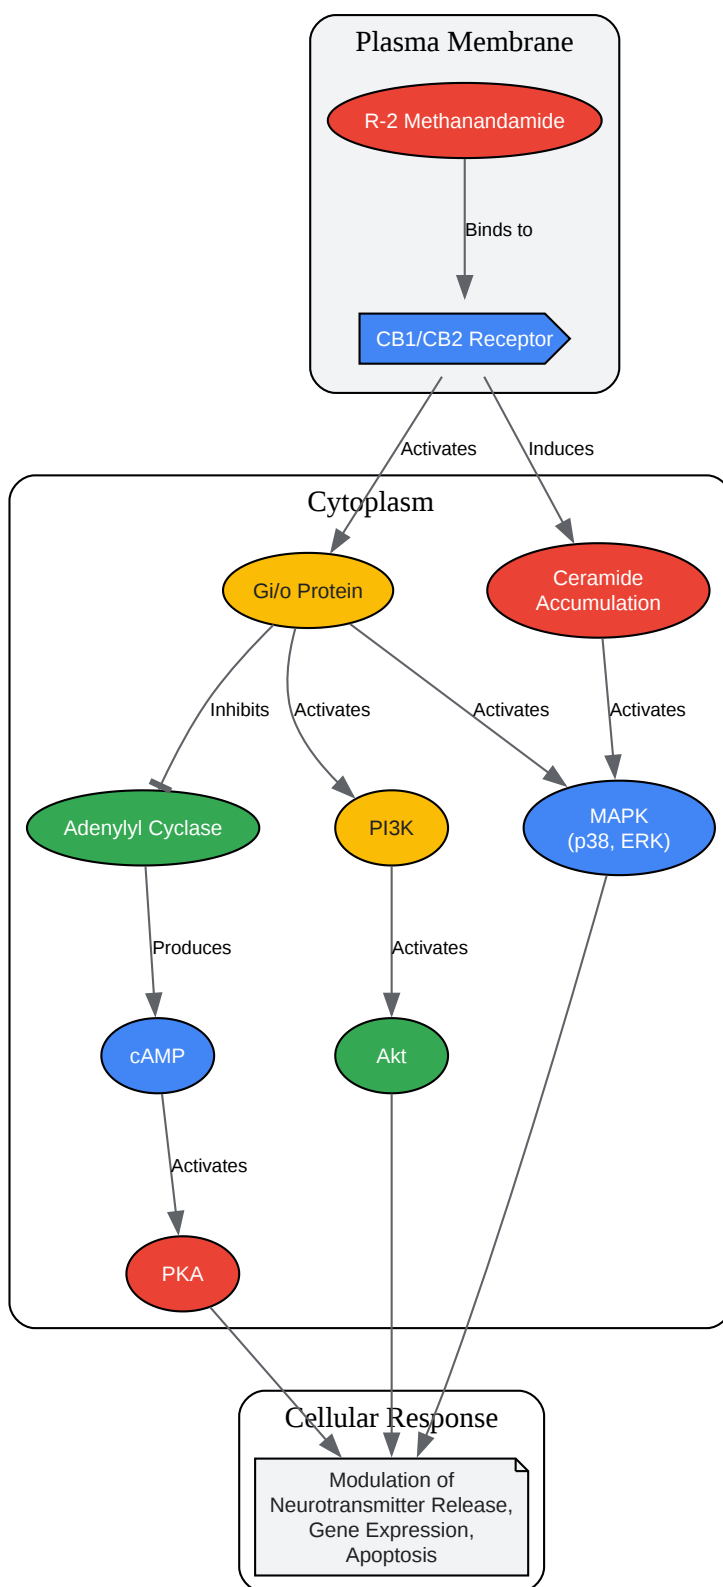 Plasma Membrane
R-2 Methanandamide
Binds to
CB1/CB2 Receptor
Activates
Induces
Cytoplasm
Gi/o Protein
Ceramide
Accumulation
Inhibits
Activates
Activates
Activates
Adenylyl Cyclase
PI3K
MAPK
(p38, ERK)
Produces
Activates
cAMP
Akt
Activates
PKA
Cellular Response
Modulation of
Neurotransmitter Release,
Gene Expression,
Apoptosis